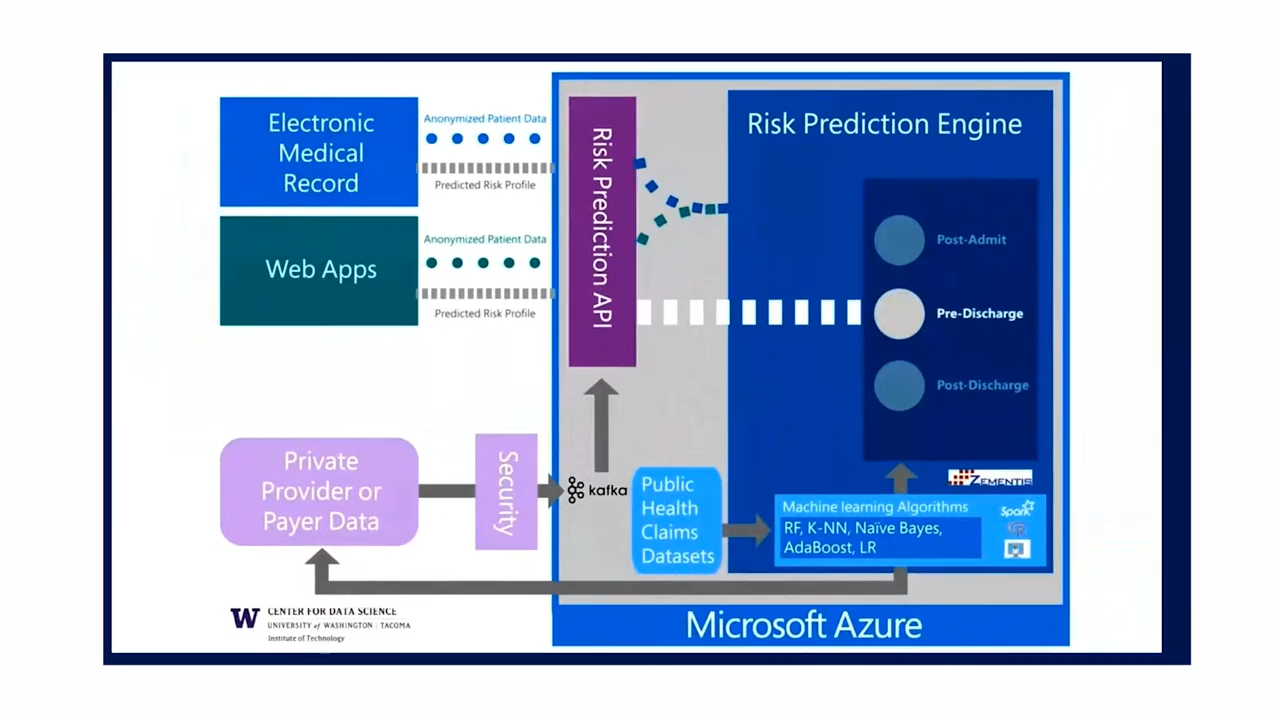 Electronic
Medical
Record
Anonymized Patient Data
Predicted Risk Profile
Web Apps
Anonymized Patient Data
Predicted Risk Profile
Risk Prediction API
Risk Prediction Engine
Post-Admit
Pre-Discharge
Post-Discharge
Private
Provider or
Payer Data
Security
kafka
Public
Health
Claims
Datasets
ZEMENTIS
Machine learning Algorithms
Spark
RF, K-NN, Naïve Bayes,
AdaBoost, LR
R
Microsoft Azure
W
CENTER FOR DATA SCIENCE
UNIVERSITY of WASHINGTON | TACOMA
Institute of Technology